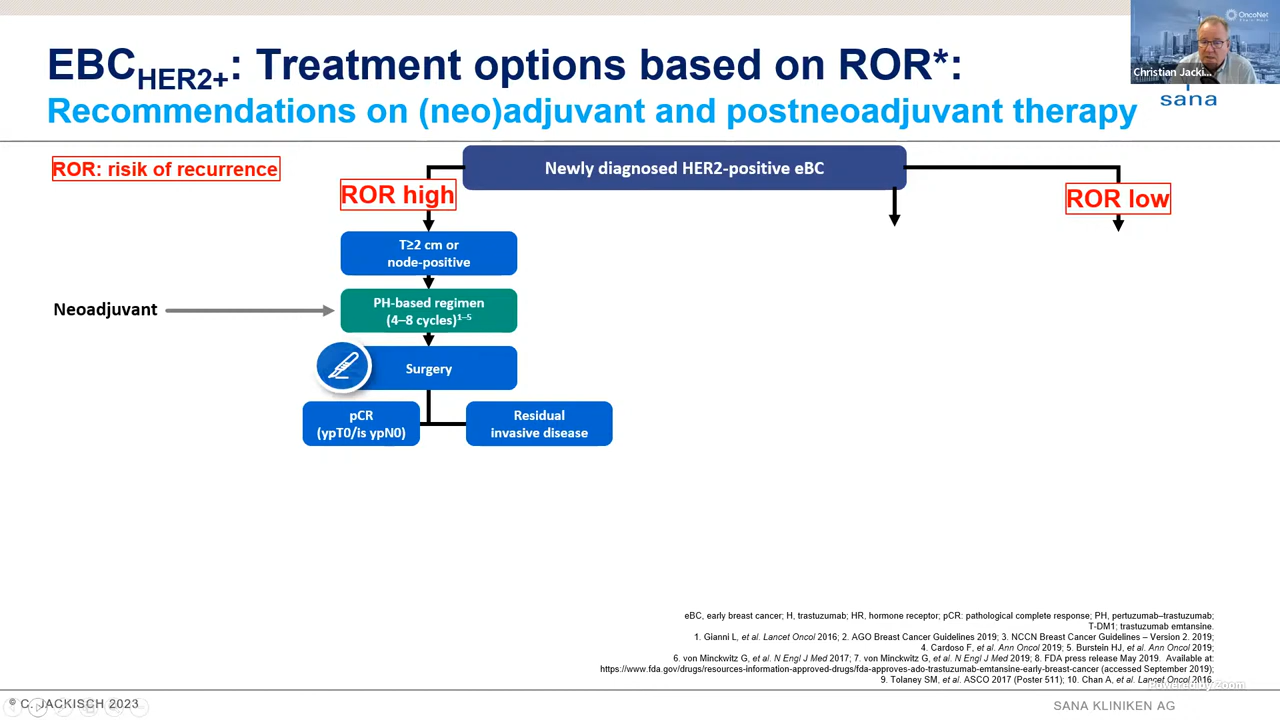 OncoNet
Christian Jacki...
sana
EBCHER2+: Treatment options based on ROR*:
Recommendations on (neo)adjuvant and postneoadjuvant therapy
ROR: risik of recurrence
Newly diagnosed HER2-positive eBC
ROR high
ROR low
T≥2 cm or
node-positive
Neoadjuvant
PH-based regimen
(4–8 cycles)1–5
Surgery
pCR
(ypT0/is ypN0)
Residual
invasive disease
eBC, early breast cancer; H, trastuzumab; HR, hormone receptor; pCR: pathological complete response; PH, pertuzumab–trastuzumab;
T-DM1; trastuzumab emtansine.
1. Gianni L, et al. Lancet Oncol 2016; 2. AGO Breast Cancer Guidelines 2019; 3. NCCN Breast Cancer Guidelines – Version 2. 2019;
4. Cardoso F, et al. Ann Oncol 2019; 5. Burstein HJ, et al. Ann Oncol 2019;
6. von Minckwitz G, et al. N Engl J Med 2017; 7. von Minckwitz G, et al. N Engl J Med 2019; 8. FDA press release May 2019. Available at:
https://www.fda.gov/drugs/resources-information-approved-drugs/fda-approves-ado-trastuzumab-emtansine-early-breast-cancer (accessed September 2019);
9. Tolaney SM, et al. ASCO 2017 (Poster 511); 10. Chan A, et al. Lancet Oncol 2016.
Powered by Zoom
© C. JACKISCH 2023
SANA KLINIKEN AG